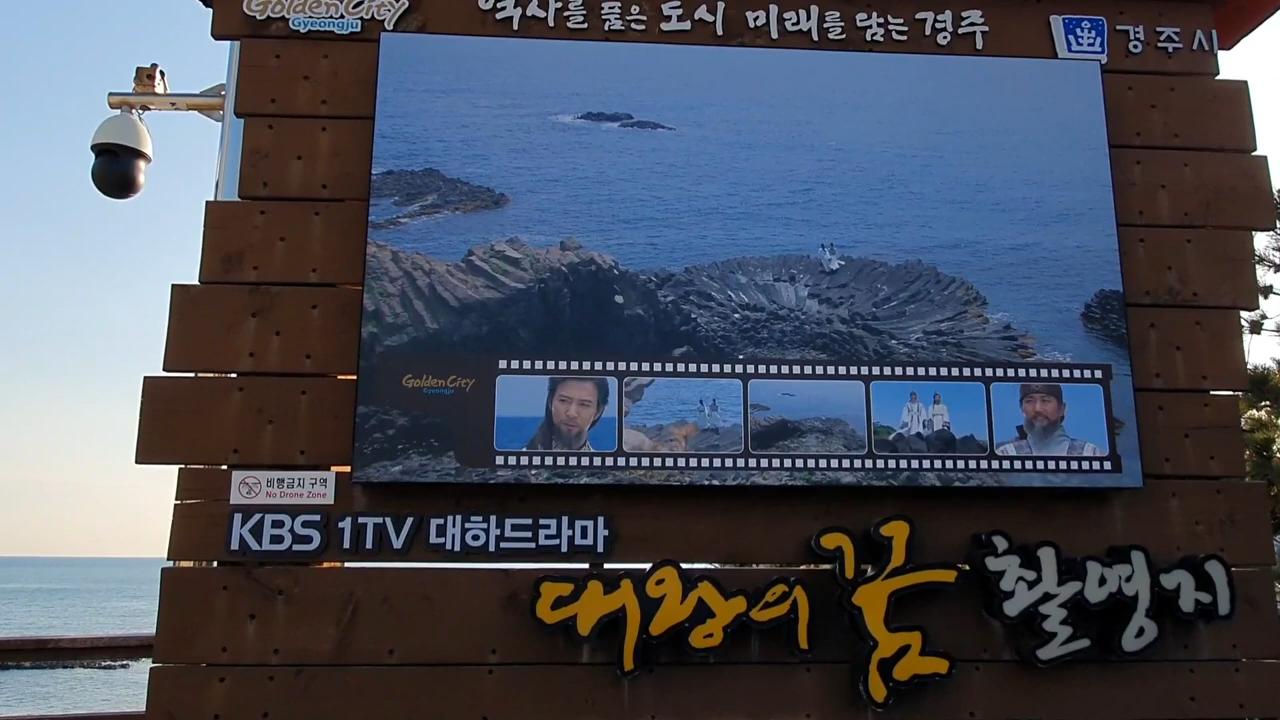 Golden City
Gyeongju
역사를 품은 도시 미래를 담는 경주
경주시
Golden City
Gyeongju
비행금지 구역
No Drone Zone
KBS 1TV 대하드라마
대왕의 꿈 촬영지